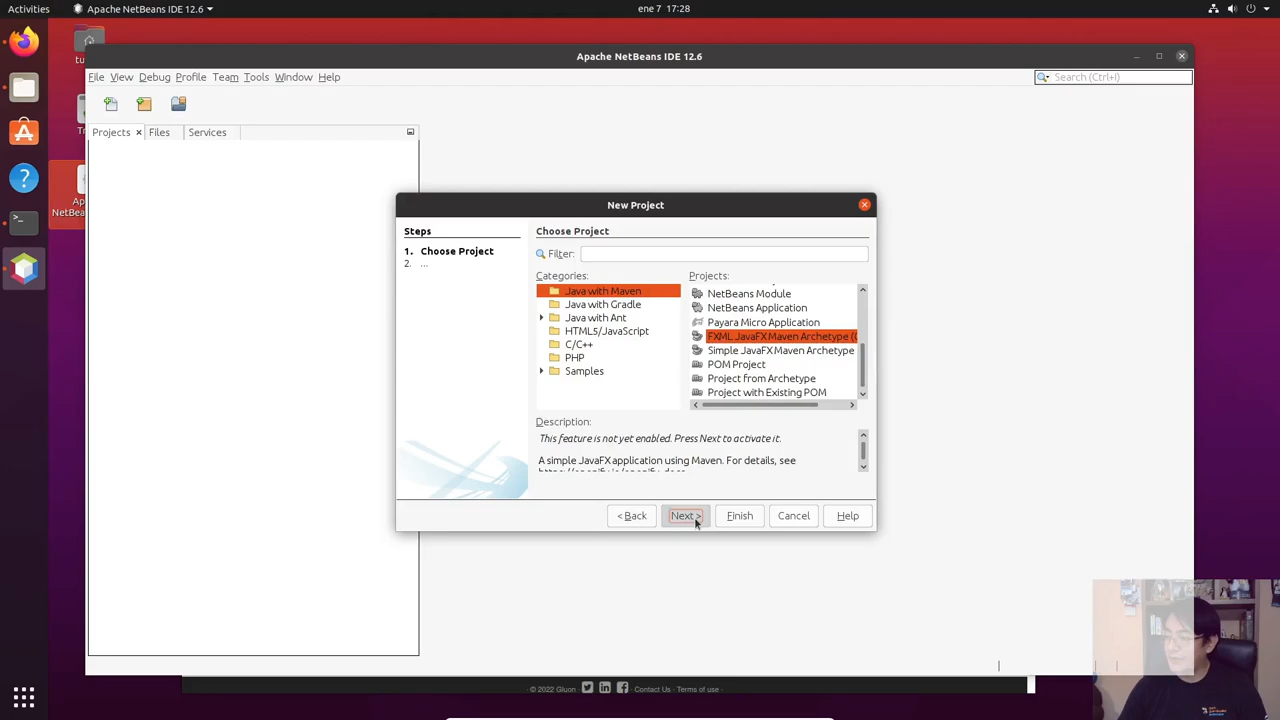 Activities
Apache NetBeans IDE 12.6
ene 7 17:28
Apache NetBeans IDE 12.6
File View Debug Profile Team Tools Window Help
Search (Ctrl+I)
Projects
Files
Services
New Project
Steps
1. Choose Project
2. ...
Choose Project
Filter:
Categories:
Java with Maven
Java with Gradle
Java with Ant
HTML5/JavaScript
C/C++
PHP
Samples
Projects:
NetBeans Module
NetBeans Application
Payara Micro Application
FXML JavaFX Maven Archetype (
Simple JavaFX Maven Archetype
POM Project
Project from Archetype
Project with Existing POM
Description:
This feature is not yet enabled. Press Next to activate it.
A simple JavaFX application using Maven. For details, see
< Back
Next >
Finish
Cancel
Help
© 2022 Gluon · Contact Us · Terms of use ·